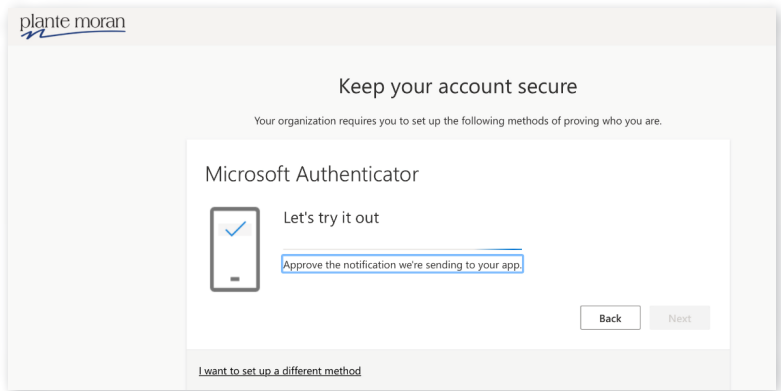 plante moran
Keep your account secure
Your organization requires you to set up the following methods of proving who you are.
Microsoft Authenticator
Let's try it out
Approve the notification we're sending to your app.
Back
Next
I want to set up a different method